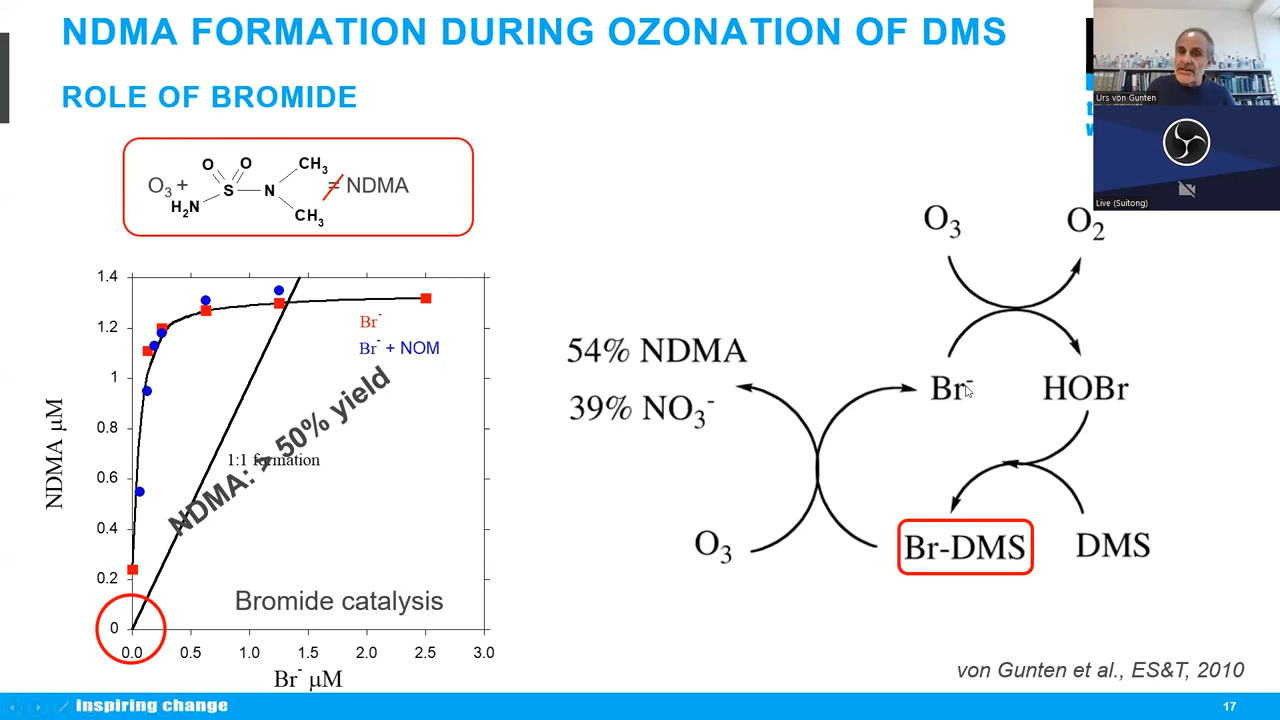 NDMA FORMATION DURING OZONATION OF DMS
ROLE OF BROMIDE
Urs von Gunten
Live (Suitong)
O₃ +
O O
S
N
H₂N
CH₃
CH₃
= NDMA
NDMA µM
1.4
1.2
1
0.8
0.6
0.4
0.2
0
0.0 0.5 1.0 1.5 2.0 2.5 3.0
Br⁻ µM
Br⁻
Br⁻ + NOM
NDMA: > 50% yield
1:1 formation
Bromide catalysis
O₃
O₂
54% NDMA
39% NO₃⁻
Br⁻
HOBr
O₃
Br-DMS
DMS
von Gunten et al., ES&T, 2010
inspiring change
17